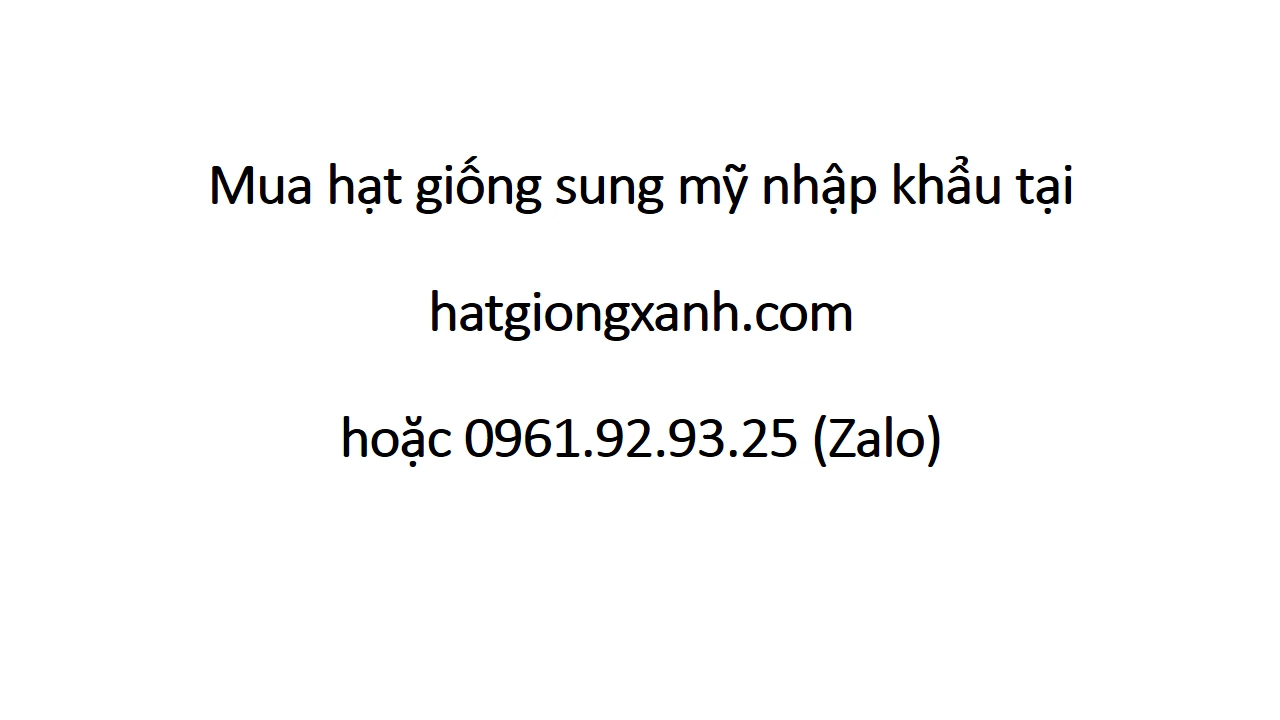 Mua hạt giống sung mỹ nhập khẩu tại
hatgiongxanh.com
hoặc 0961.92.93.25 (Zalo)